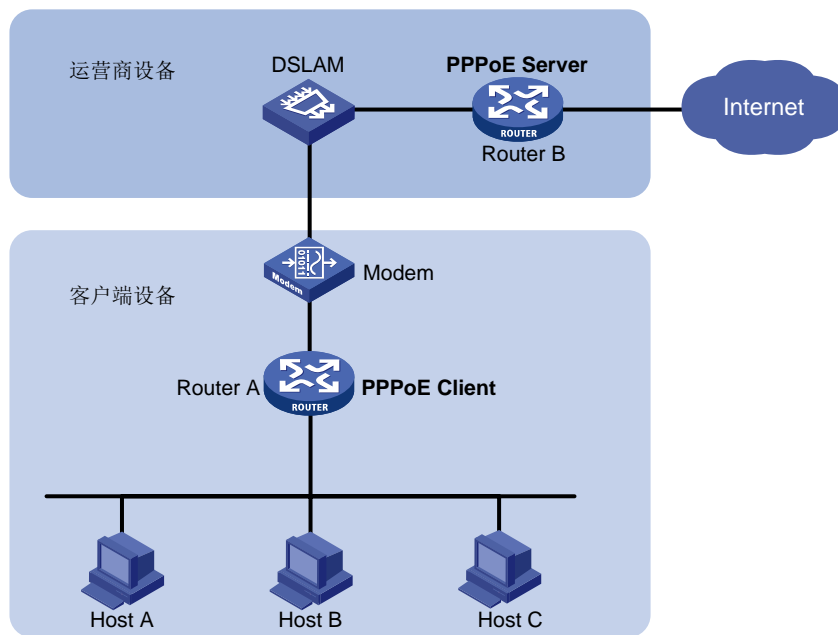 运营商设备
DSLAM
PPPoE Server
ROUTER
Router B
Internet
客户端设备
01011
Modem
Modem
Router A
ROUTER
PPPoE Client
Host A
Host B
Host C